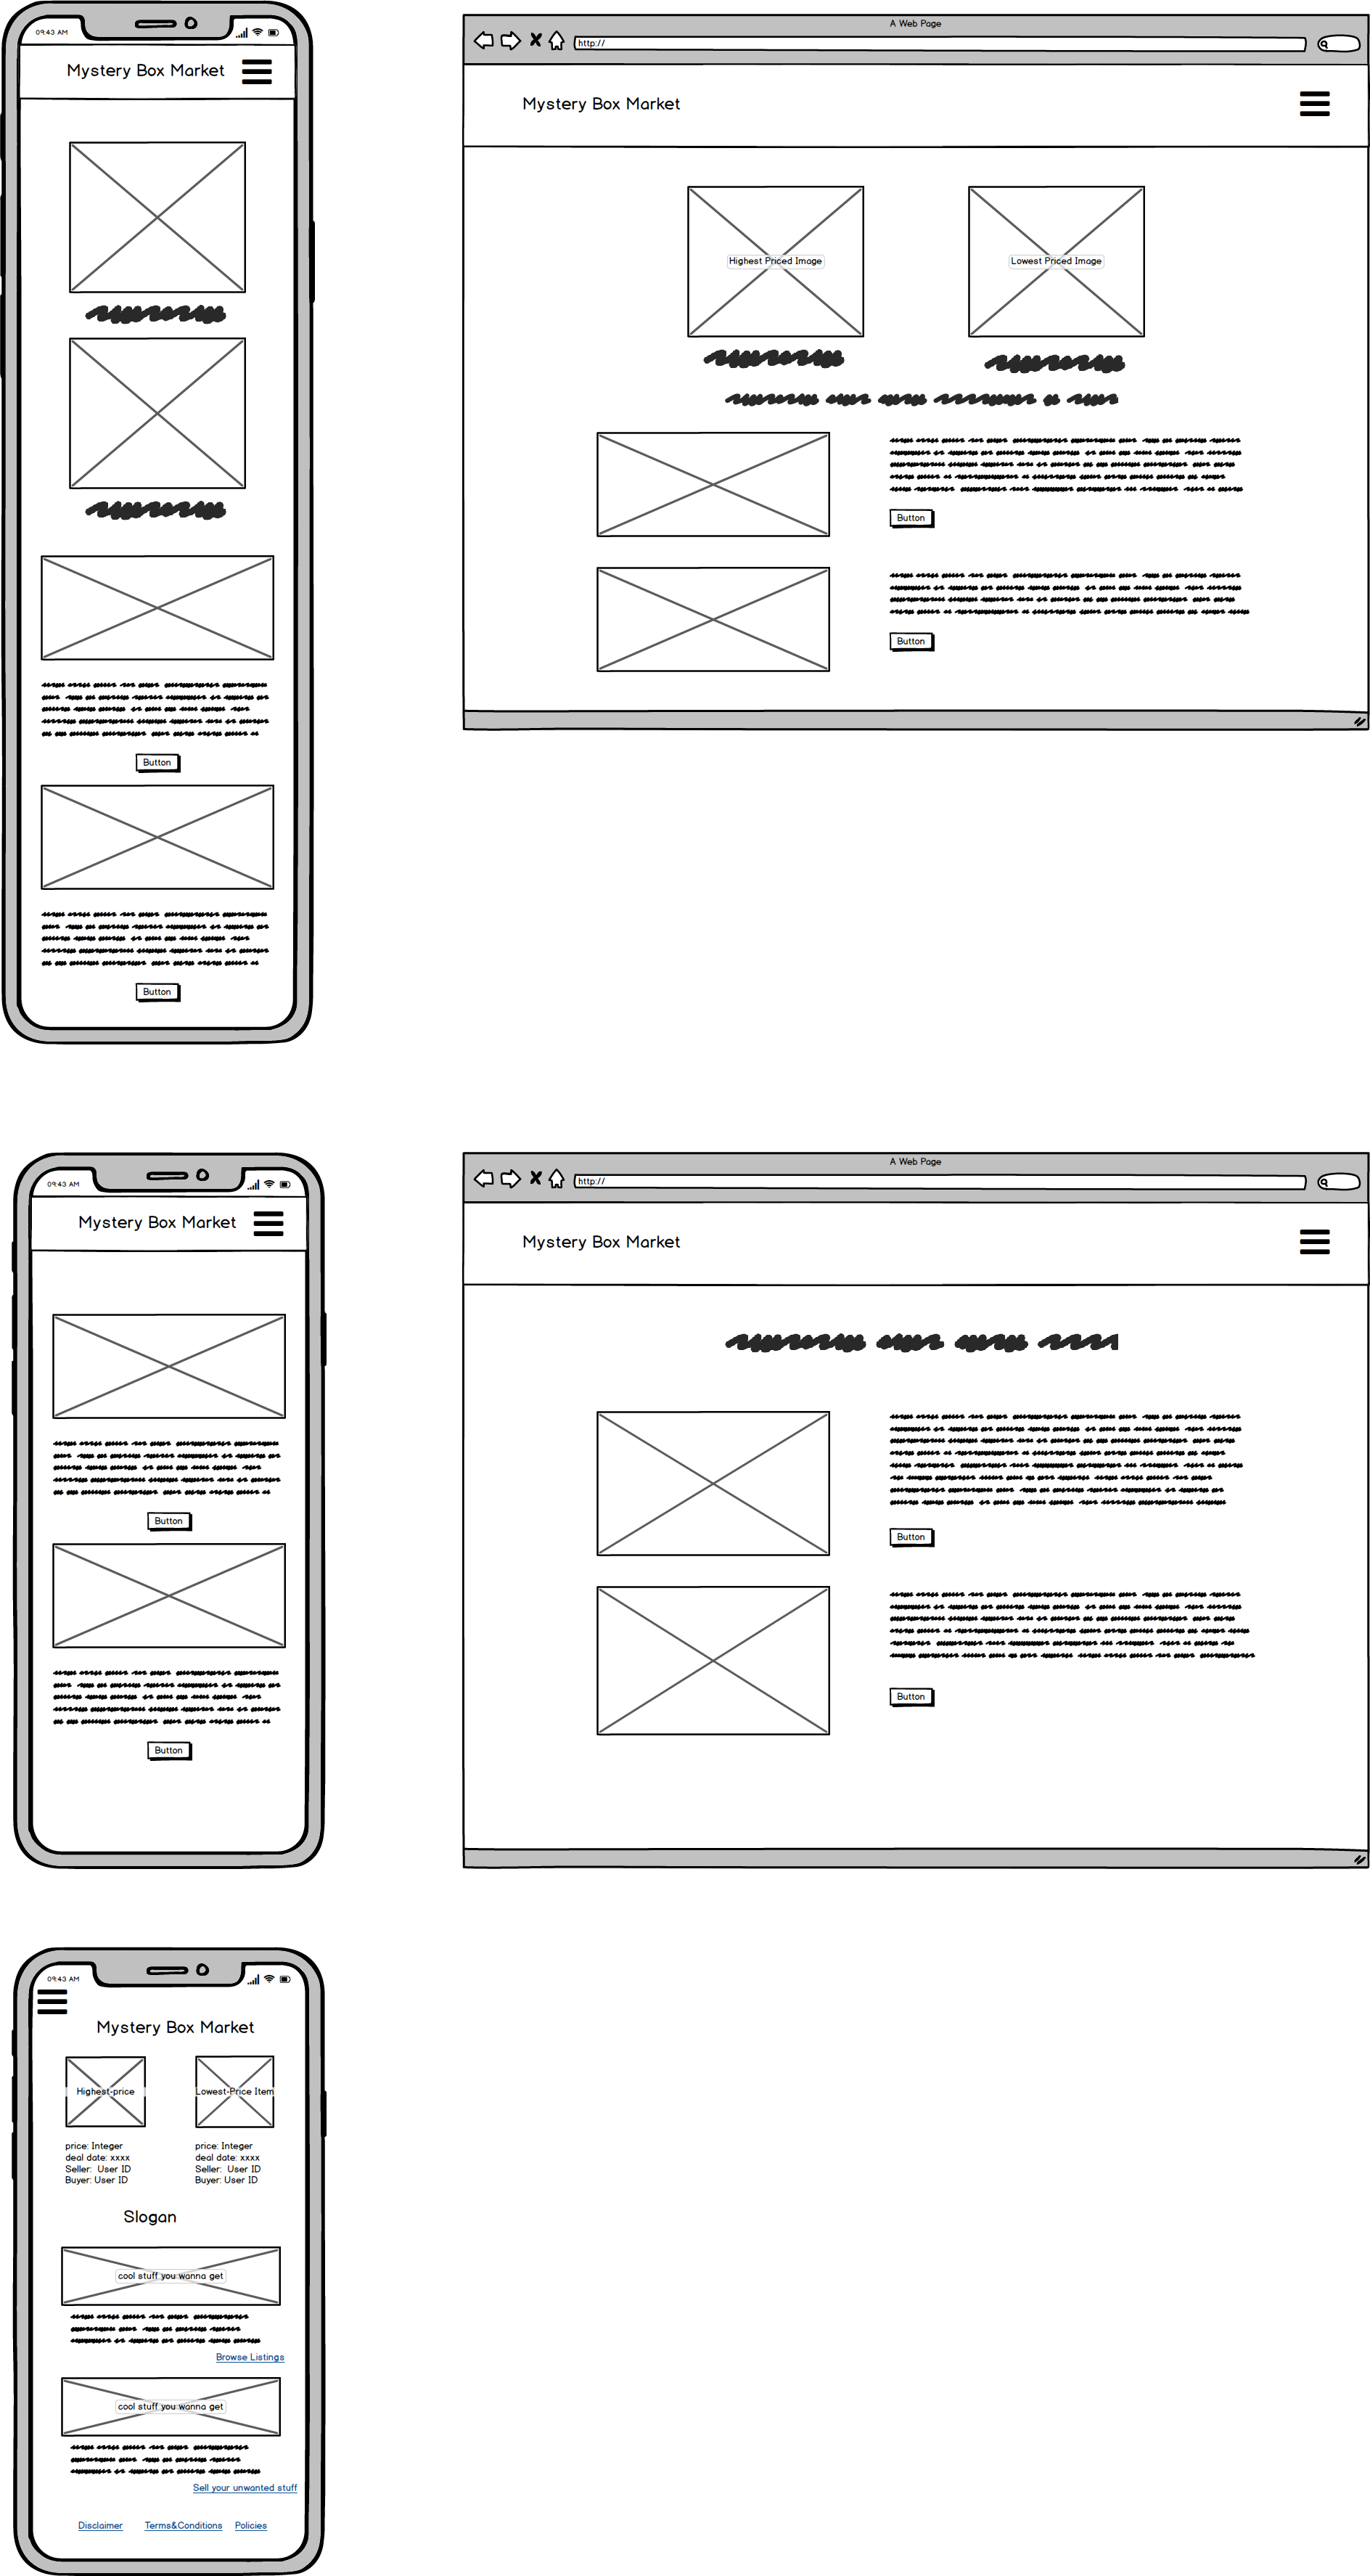 09:43 AM
Mystery Box Market
Button
Button
A Web Page
http://
Mystery Box Market
Highest Priced Image
Lowest Priced Image
Button
Button
09:43 AM
Mystery Box Market
Button
Button
A Web Page
http://
Mystery Box Market
Button
Button
09:43 AM
Mystery Box Market
Highest-price
Lowest-Price Item
price: Integer
deal date: xxxx
Seller: User ID
Buyer: User ID
price: Integer
deal date: xxxx
Seller: User ID
Buyer: User ID
Slogan
cool stuff you wanna get
Browse Listings
cool stuff you wanna get
Sell your unwanted stuff
Disclaimer Terms&Conditions Policies